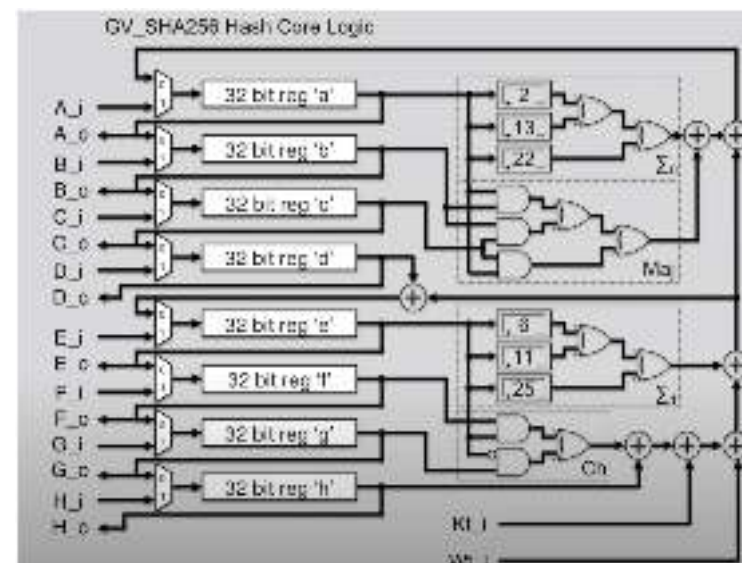 GV_SHA256 Hash Core Logic
A_i
A_o
B_i
B_o
C_i
C_o
D_i
D_o
E_i
E_o
F_i
F_o
G_i
G_o
H_i
H_o
32 bit reg 'a'
32 bit reg 'b'
32 bit reg 'c'
32 bit reg 'd'
32 bit reg 'e'
32 bit reg 'f'
32 bit reg 'g'
32 bit reg 'h'
2
13
22
Σ₀
Maj
6
11
25
Σ₁
Ch
Kt_i
Wt_i